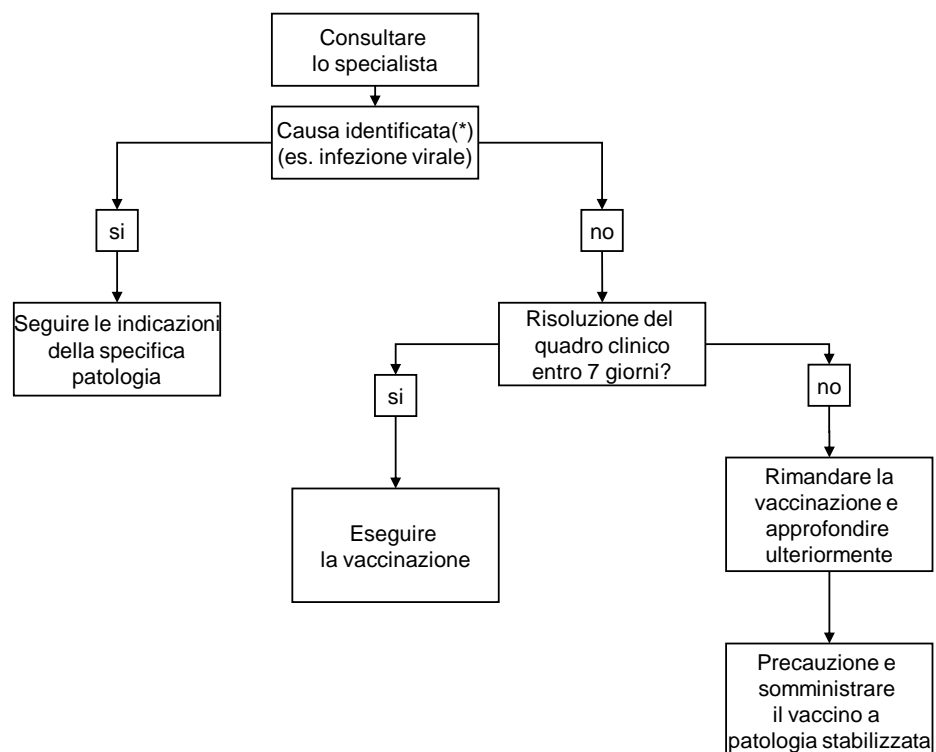 Consultare
lo specialista
Causa identificata(*)
(es. infezione virale)
si
no
Seguire le indicazioni
della specifica
patologia
Risoluzione del
quadro clinico
entro 7 giorni?
si
no
Eseguire
la vaccinazione
Rimandare la
vaccinazione e
approfondire
ulteriormente
Precauzione e
somministrare
il vaccino a
patologia stabilizzata